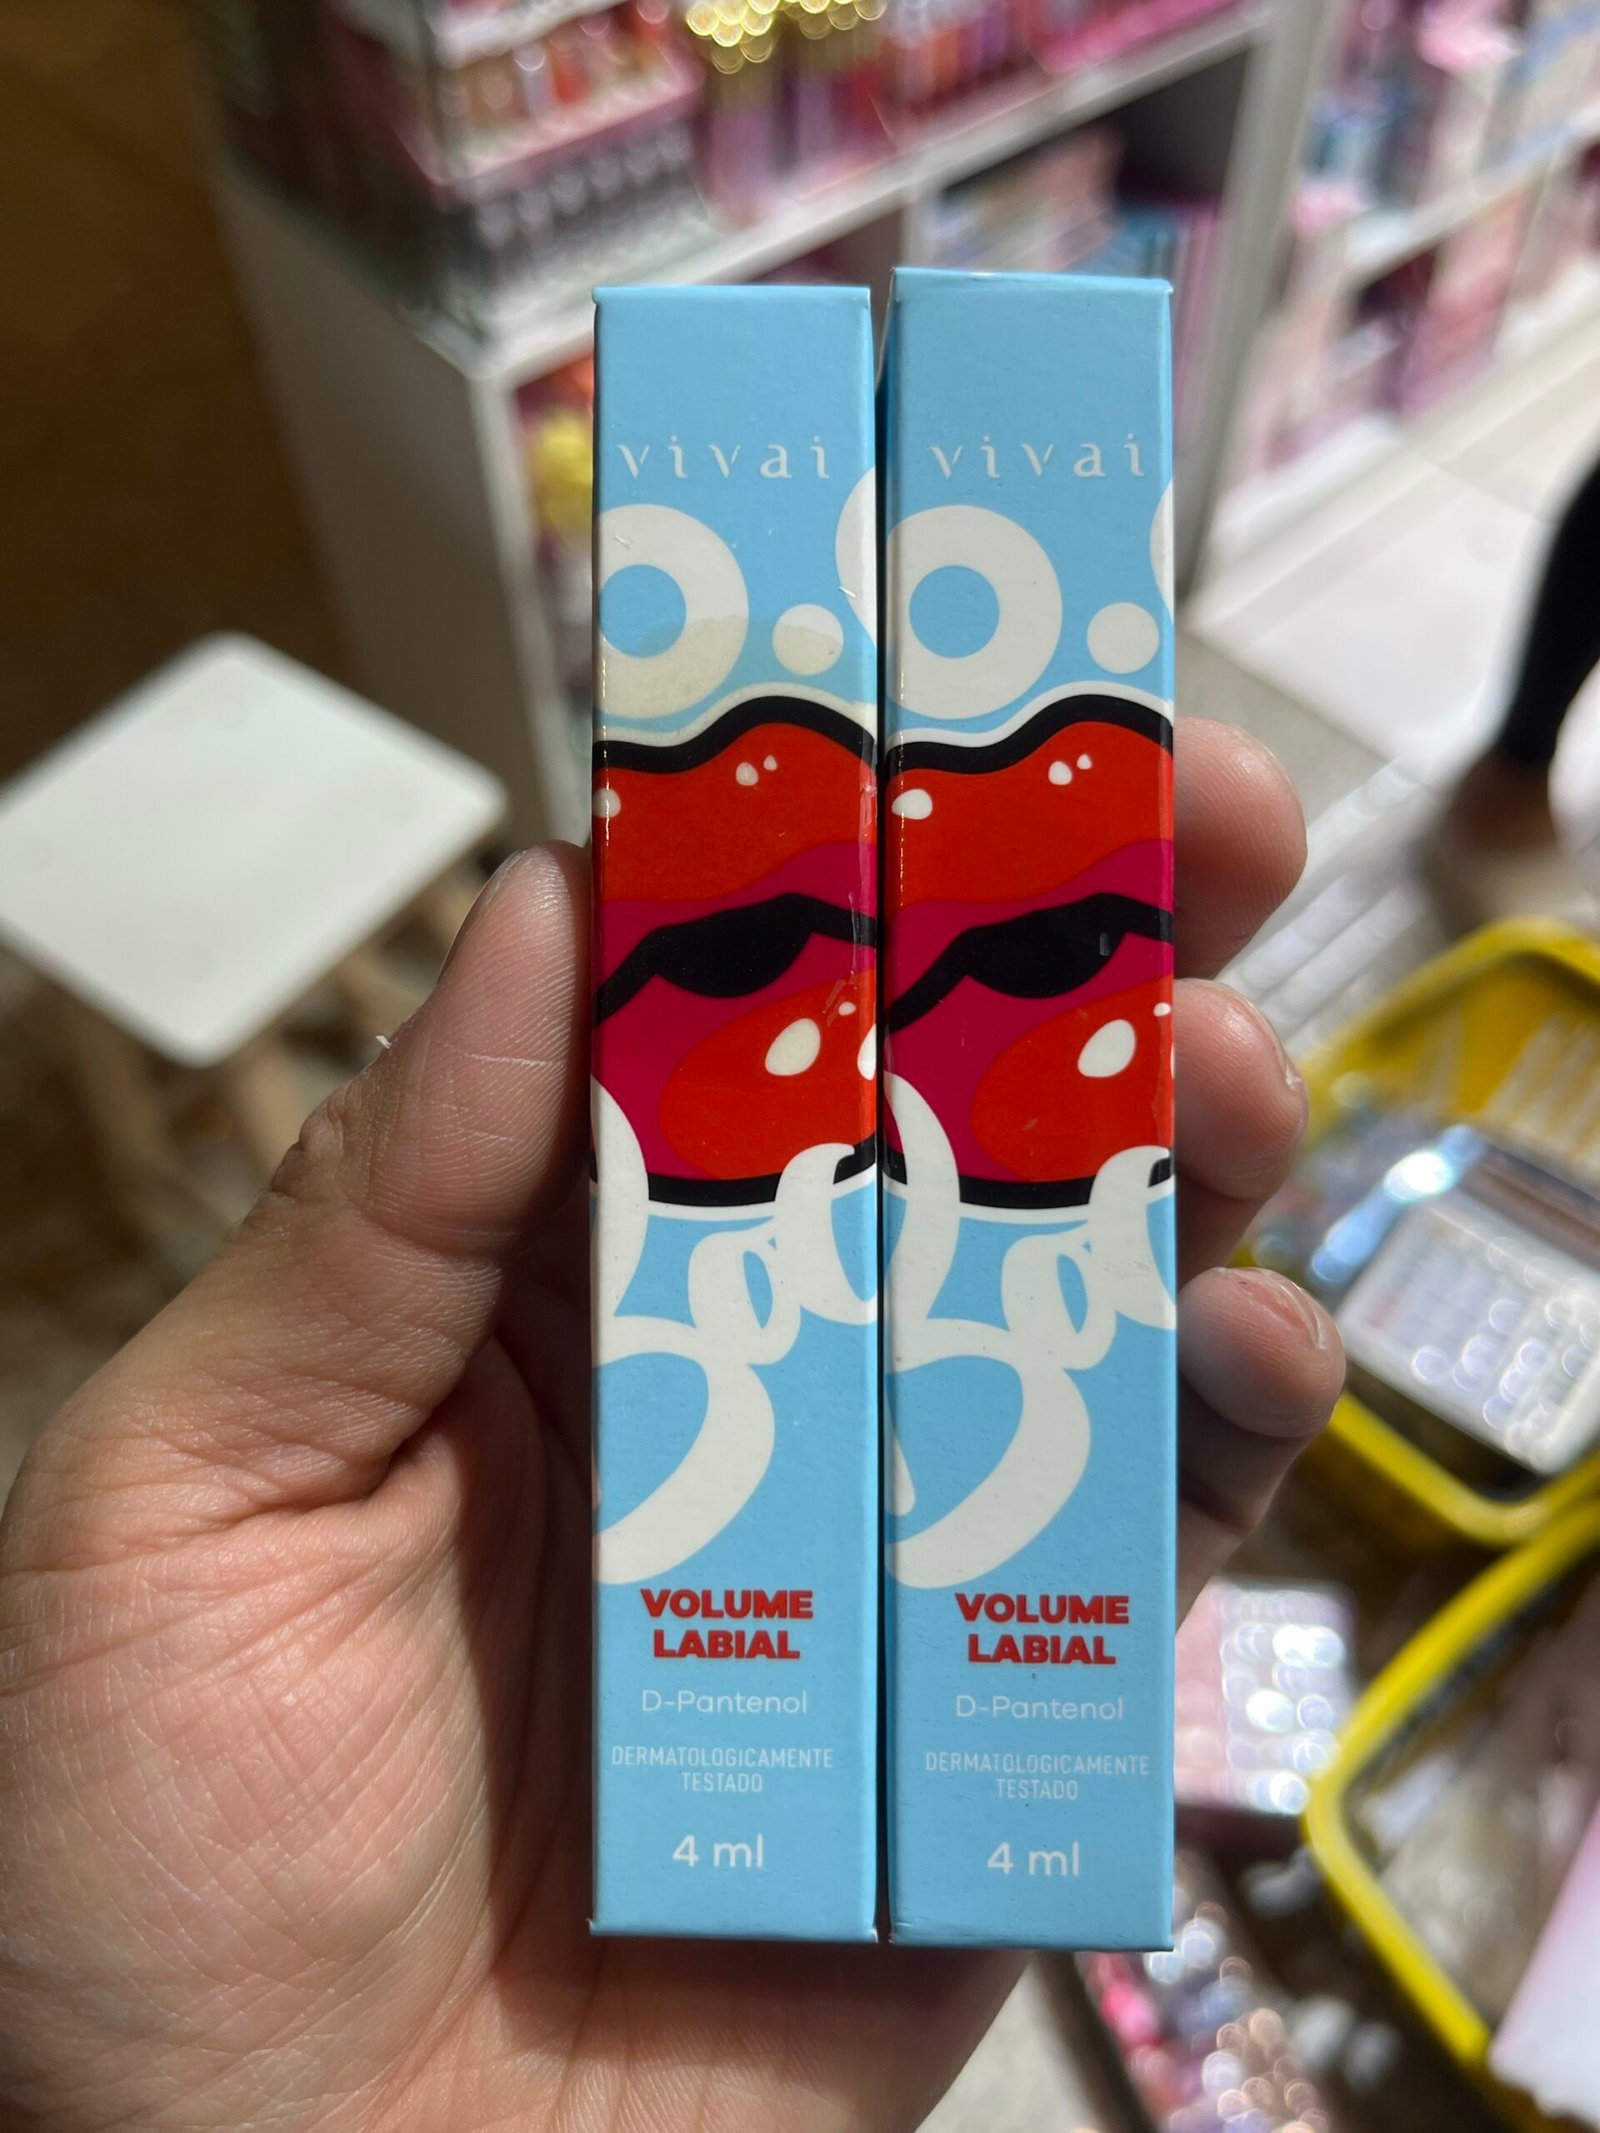 vivai
VOLUME
LABIAL
D-Pantenol
DERMATOLOGICAMENTE
TESTADO
4 ml
vivai
VOLUME
LABIAL
D-Pantenol
DERMATOLOGICAMENTE
TESTADO
4 ml